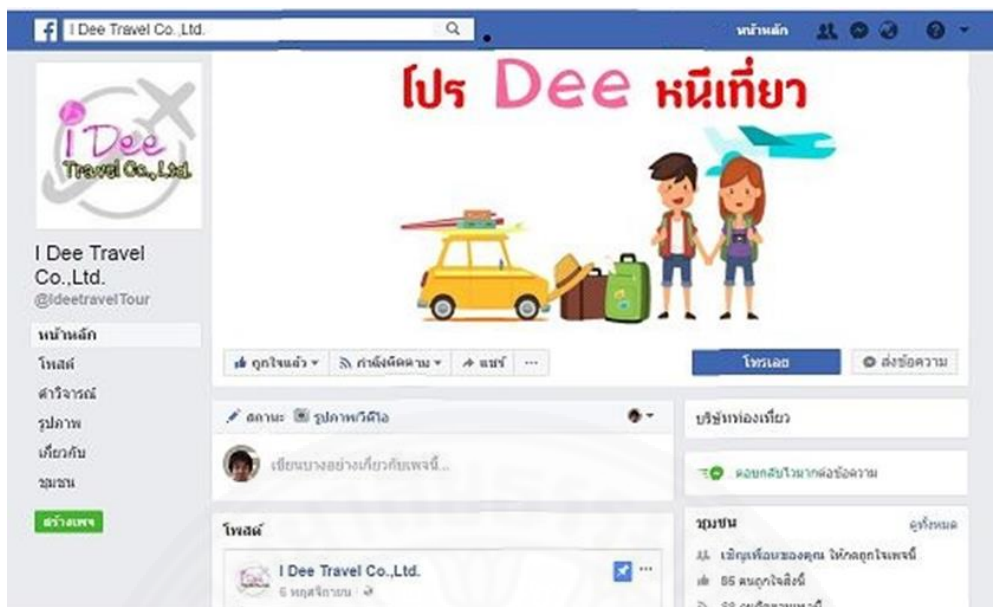 I Dee Travel Co.,Ltd.
หน้าหลัก
โปร Dee หนีเที่ยว
I Dee
Travel Co.,Ltd.
I Dee Travel
Co.,Ltd.
@IdeetravelTour
หน้าหลัก
โพสต์
คำวิจารณ์
รูปภาพ
เกี่ยวกับ
ชุมชน
สร้างเพจ
ถูกใจแล้ว
กำลังติดตาม
แชร์
โทรเลย
ส่งข้อความ
สถานะ รูปภาพ/วิดีโอ
เขียนบางอย่างเกี่ยวกับเพจนี้...
บริษัทท่องเที่ยว
ตอบกลับไวมากต่อข้อความ
โพสต์
I Dee Travel Co.,Ltd.
6 พฤศจิกายน
ชุมชน ดูทั้งหมด
เชิญเพื่อนของคุณ ให้กดถูกใจเพจนี้
คนถูกใจสิ่งนี้